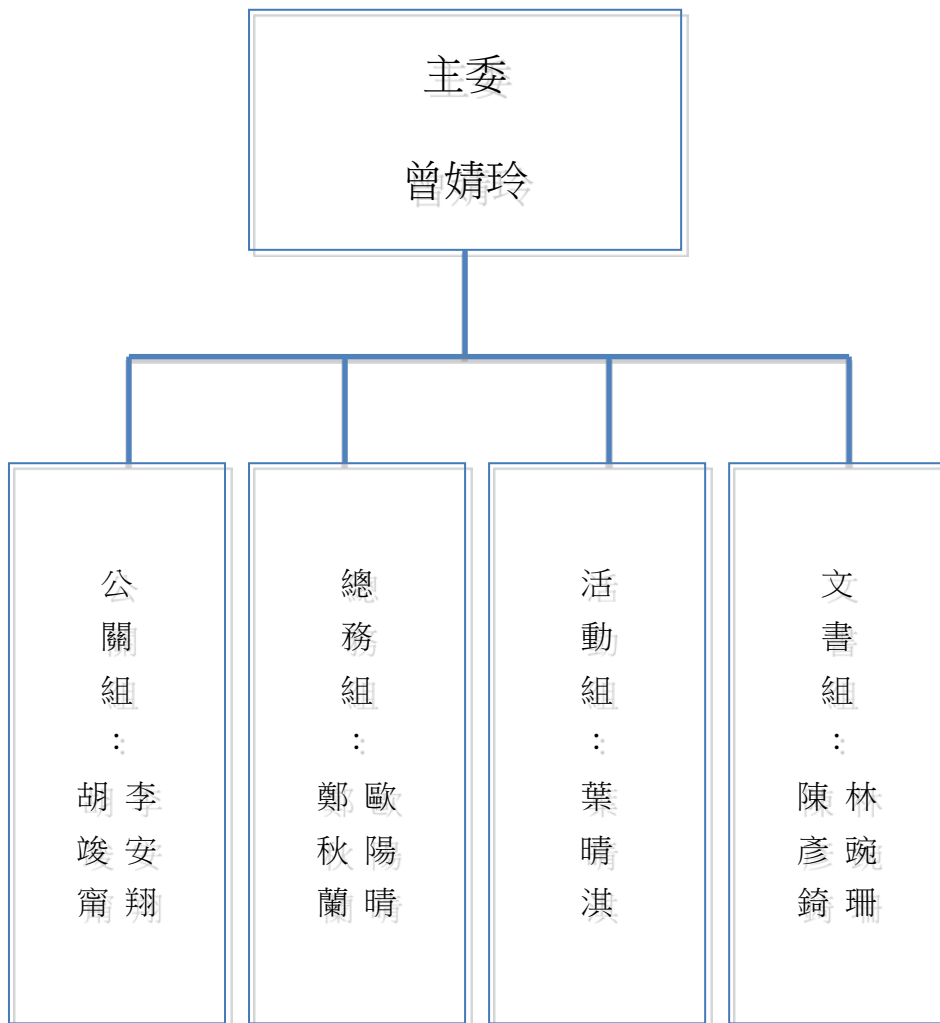 主委
曾婧玲
公關組：
李安翔
胡竣甯
總務組：
歐陽晴
鄭秋蘭
活動組：
葉晴淇
文書組：
林豌珊
陳彥錡